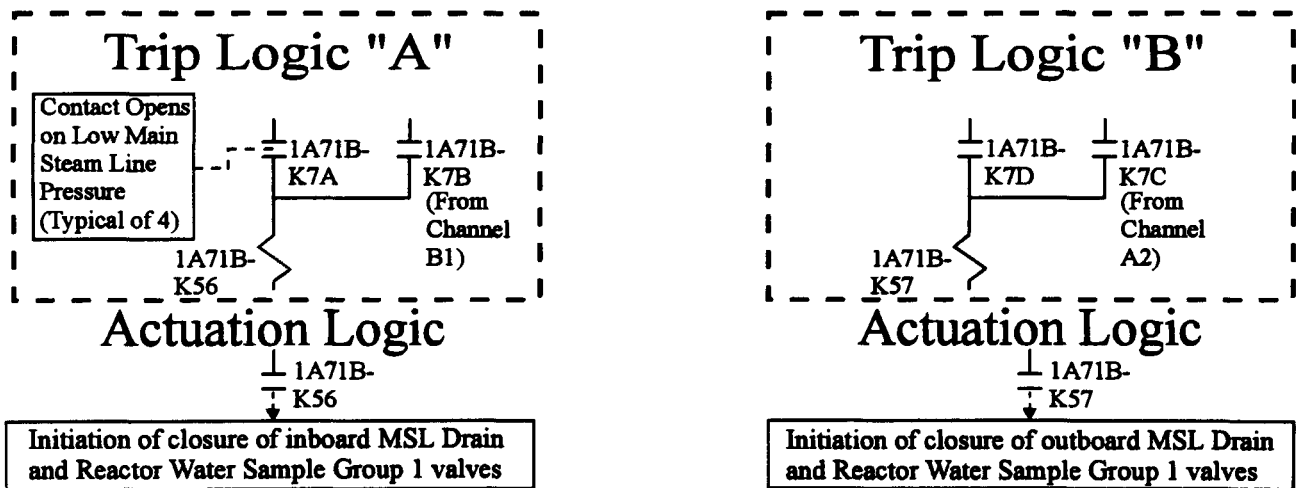 Trip Logic "A"
Contact Opens
on Low Main
Steam Line
Pressure
(Typical of 4)
1A71B-
K7A
1A71B-
K7B
(From
Channel
B1)
1A71B-
K56
Actuation Logic
1A71B-
K56
Initiation of closure of inboard MSL Drain
and Reactor Water Sample Group 1 valves
Trip Logic "B"
1A71B-
K7D
1A71B-
K7C
(From
Channel
A2)
1A71B-
K57
Actuation Logic
1A71B-
K57
Initiation of closure of outboard MSL Drain
and Reactor Water Sample Group 1 valves